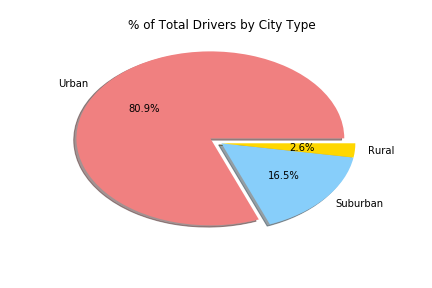 % of Total Drivers by City Type
Urban
80.9%
2.6%
Rural
16.5%
Suburban